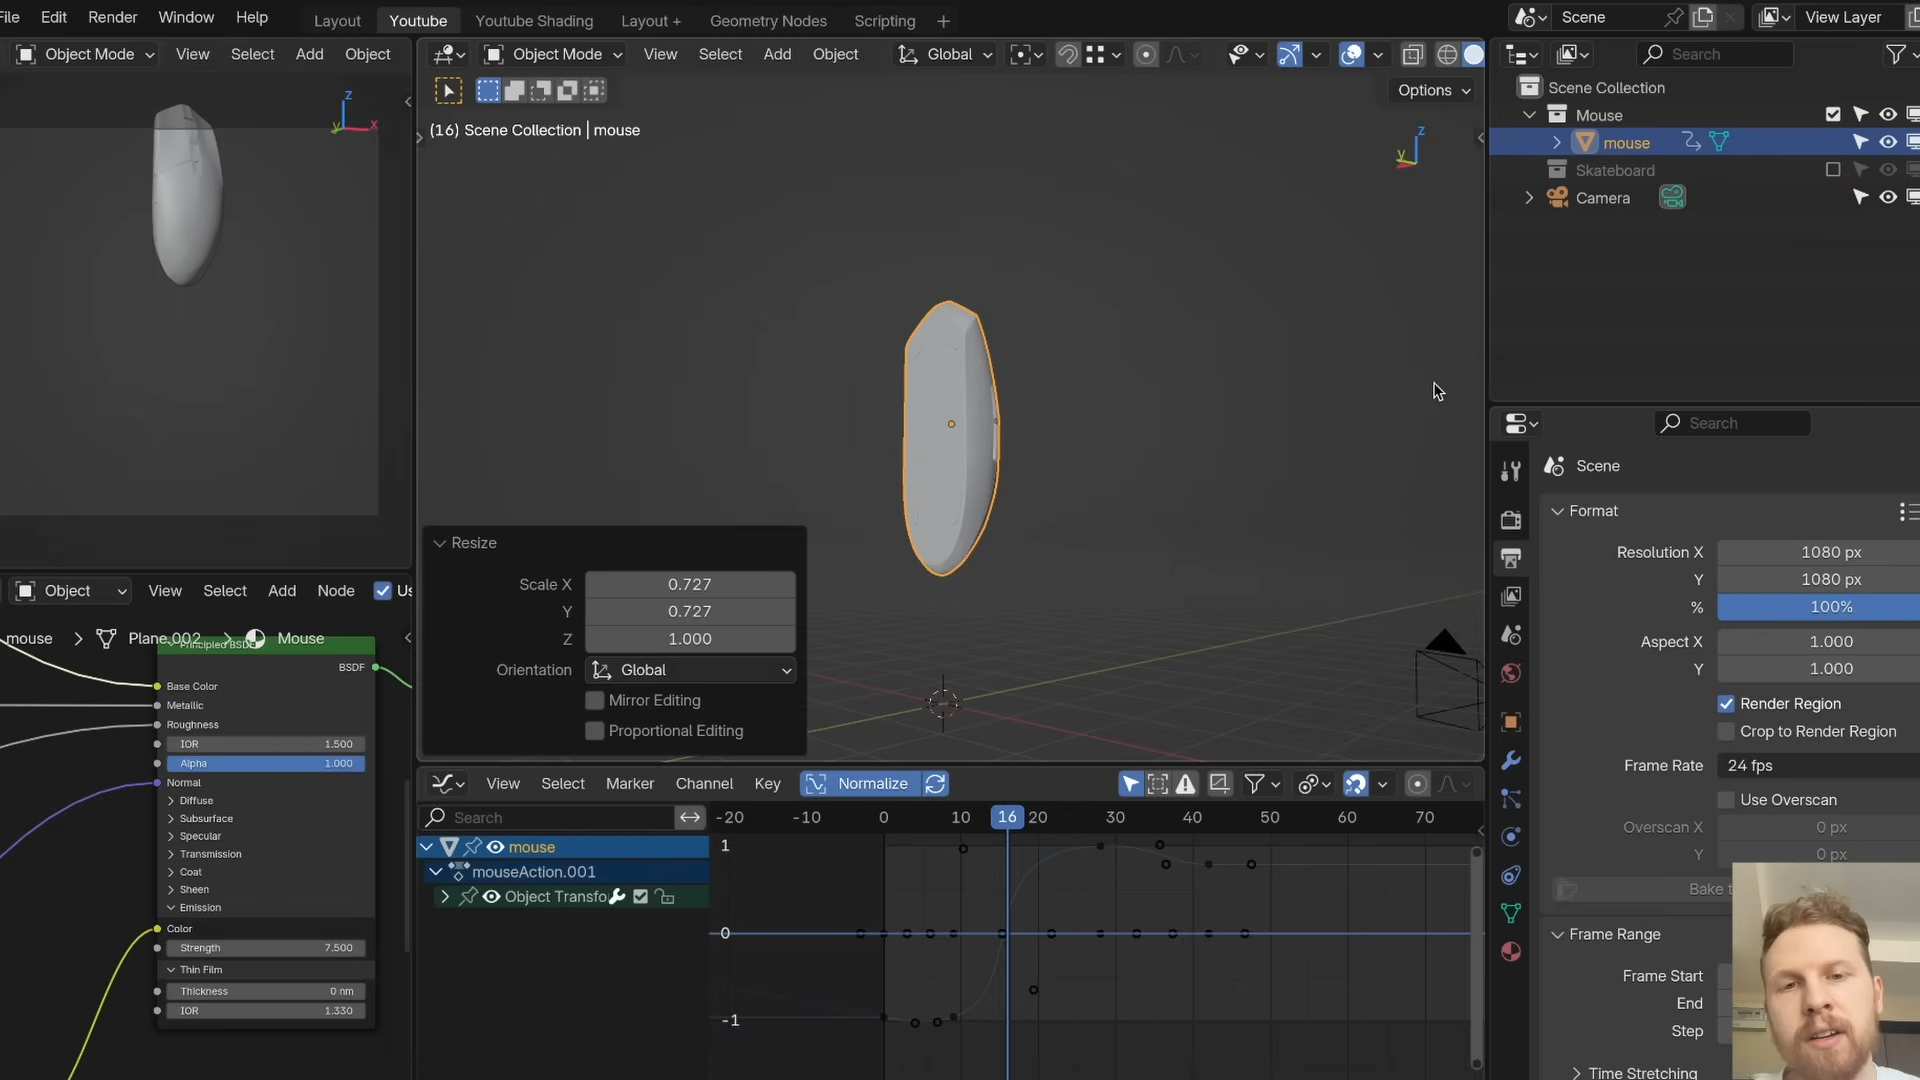 File Edit Render Window Help Layout Youtube Youtube Shading Layout + Geometry Nodes Scripting + Scene View Layer
Object Mode View Select Add Object
Object Mode View Select Add Object Global
Options
(16) Scene Collection | mouse
z
x
y
z
y
Search
Scene Collection
Mouse
mouse
Skateboard
Camera
Resize
Scale X 0.727
Y 0.727
Z 1.000
Orientation Global
Mirror Editing
Proportional Editing
Object View Select Add Node Us
mouse > Plane.002 > Mouse
Principled BSDF
BSDF
Base Color
Metallic
Roughness
IOR 1.500
Alpha 1.000
Normal
Diffuse
Subsurface
Specular
Transmission
Coat
Sheen
Emission
Color
Strength 7.500
Thin Film
Thickness 0 nm
IOR 1.330
View Select Marker Channel Key Normalize
Search
-20 -10 0 10 16 20 30 40 50 60 70
mouse
mouseAction.001
Object Transfo
1
0
-1
Search
Scene
Format
Resolution X 1080 px
Y 1080 px
% 100%
Aspect X 1.000
Y 1.000
Render Region
Crop to Render Region
Frame Rate 24 fps
Use Overscan
Overscan X 0 px
Y 0 px
Bake t
Frame Range
Frame Start
End
Step
Time Stretching